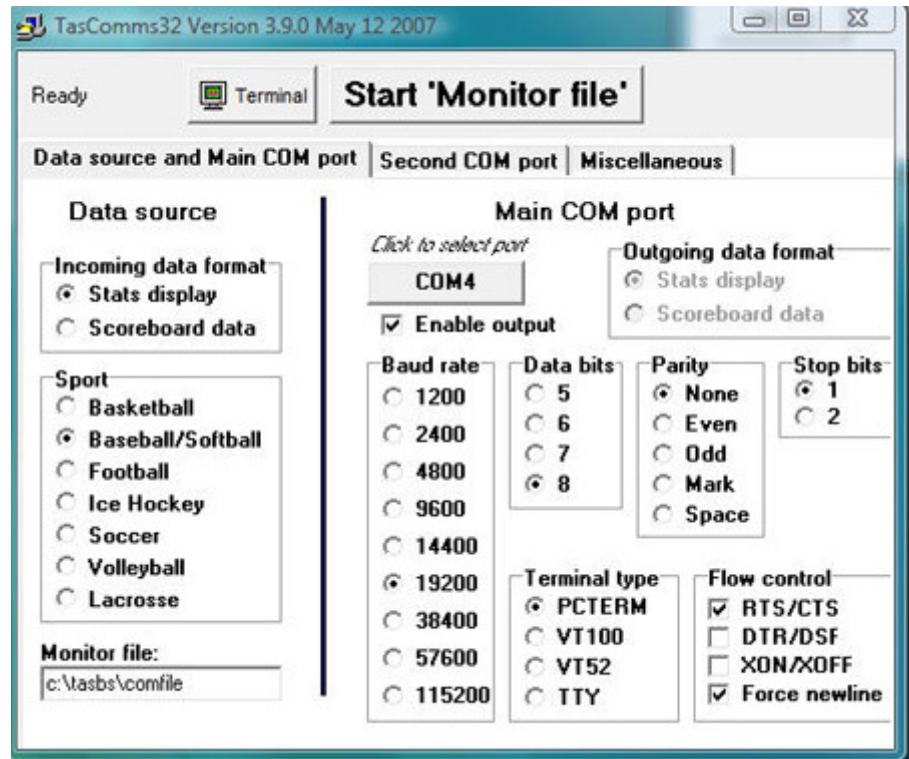 TasComms32 Version 3.9.0 May 12 2007
Ready
Terminal
Start 'Monitor file'
Data source and Main COM port
Second COM port
Miscellaneous
Data source
Incoming data format
Stats display
Scoreboard data
Sport
Basketball
Baseball/Softball
Football
Ice Hockey
Soccer
Volleyball
Lacrosse
Monitor file:
c:\tasbs\comfile
Main COM port
Click to select port
COM4
Enable output
Outgoing data format
Stats display
Scoreboard data
Baud rate
1200
2400
4800
9600
14400
19200
38400
57600
115200
Data bits
5
6
7
8
Parity
None
Even
Odd
Mark
Space
Stop bits
1
2
Terminal type
PCTERM
VT100
VT52
TTY
Flow control
RTS/CTS
DTR/DSF
XON/XOFF
Force newline